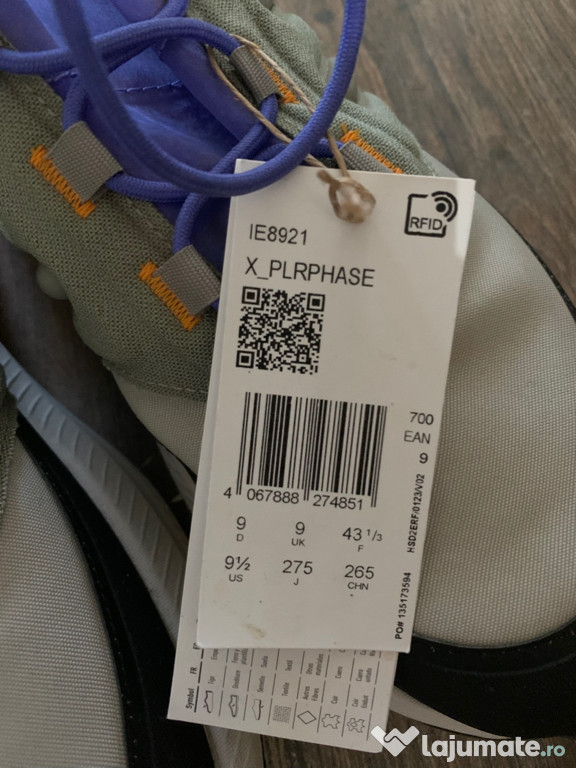 IE8921
RFID
X_PLRPHASE
700
EAN
9
4 067888 274851
9 D
9 UK
43 1/3 F
9½ US
275 J
265 CHN
HSD2ERF/0123/V02
PO# 135173594
Symbol
FR
lajumate.ro